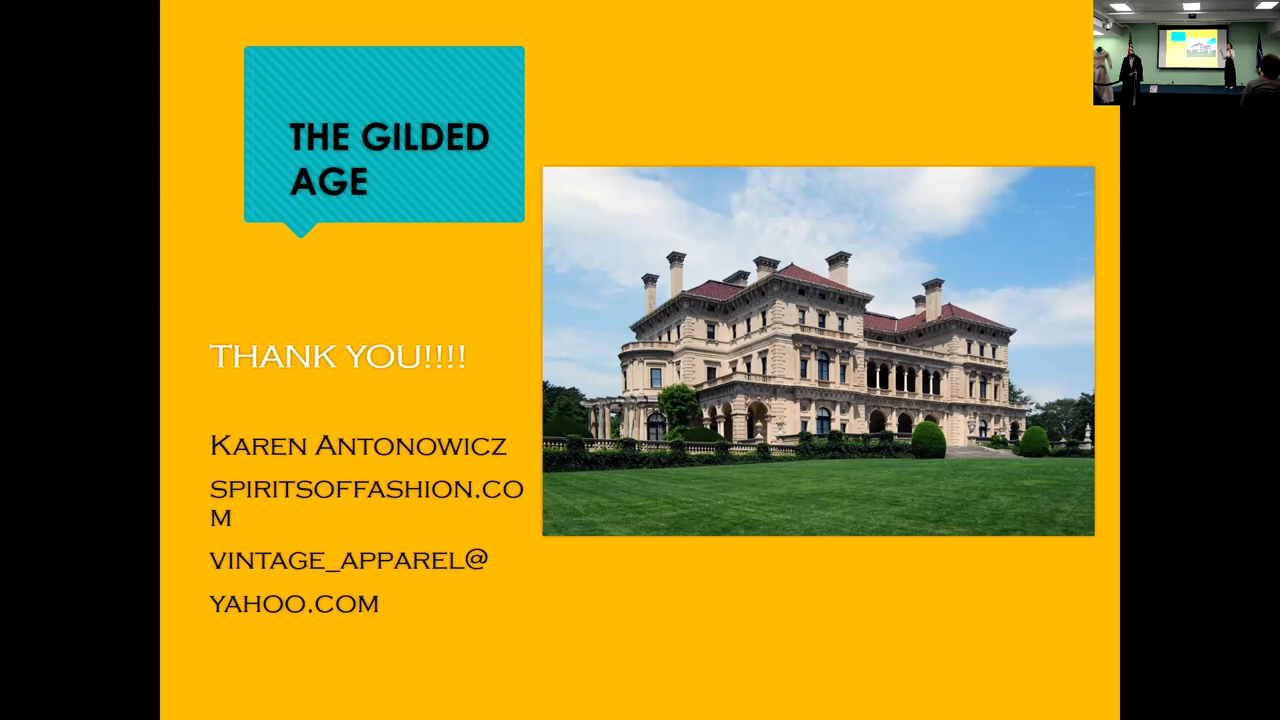 THE GILDED
AGE
THANK YOU!!!!
KAREN ANTONOWICZ
SPIRITSOFFASHION.CO
M
VINTAGE_APPAREL@
YAHOO.COM